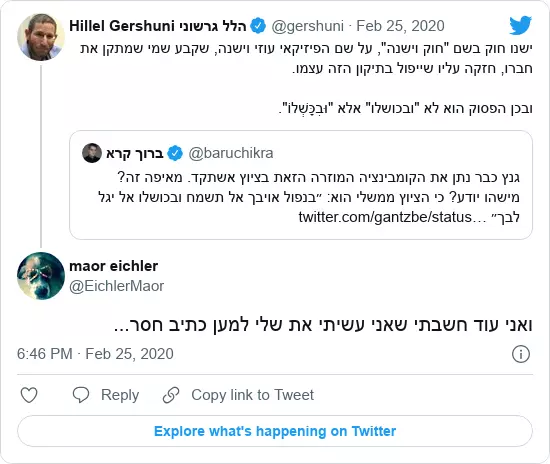 Hillel Gershuni הלל גרשוני @gershuni · Feb 25, 2020
ישנו חוק בשם "חוק וישנה", על שם הפיזיקאי עוזי וישנה, שקבע שמי שמתקן את
חברו, חזקה עליו שייפול בתיקון הזה עצמו.
ובכן הפסוק הוא לא "ובכושלו" אלא "וּבִכָּשְׁלוֹ".
ברוך קרא @baruchikra
גנץ כבר נתן את הקומבינציה המוזרה הזאת בציוץ אשתקד. מאיפה זה?
מישהו יודע? כי הציוץ ממשלי הוא: ״בנפול אויבך אל תשמח ובכושלו אל יגל
לבך״ twitter.com/gantzbe/status…
maor eichler
@EichlerMaor
ואני עוד חשבתי שאני עשיתי את שלי למען כתיב חסר...
6:46 PM · Feb 25, 2020
Reply
Copy link to Tweet
Explore what's happening on Twitter